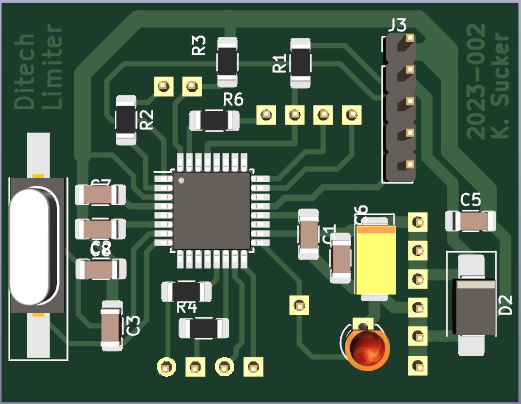 Ditech
Limiter
R3
R1
J3
2023-002
K. Sucker
R2
R6
C7
C8
C6
C1
C5
R4
C3
D2